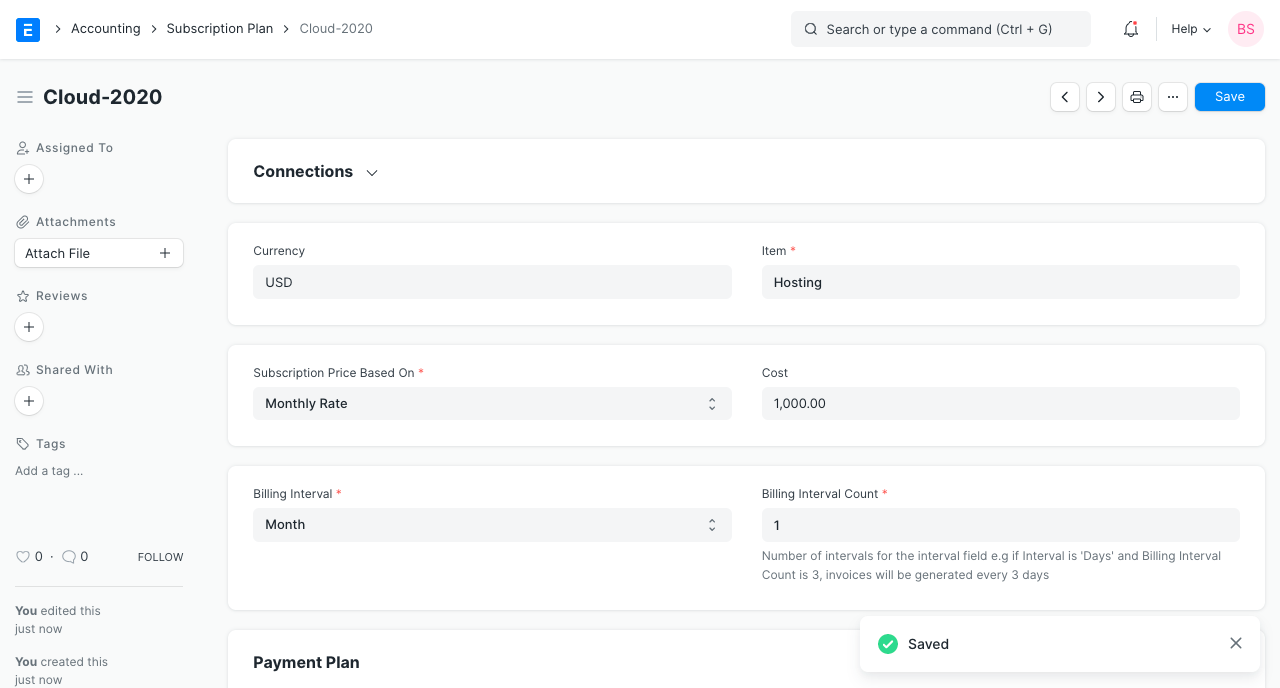 E
Accounting
Subscription Plan
Cloud-2020
Search or type a command (Ctrl + G)
Help
BS
Cloud-2020
Save
Assigned To
Attachments
Attach File
Reviews
Shared With
Tags
Add a tag ...
0 · 0
FOLLOW
You edited this
just now
You created this
just now
Connections
Currency
USD
Item *
Hosting
Subscription Price Based On *
Monthly Rate
Cost
1,000.00
Billing Interval *
Month
Billing Interval Count *
1
Number of intervals for the interval field e.g if Interval is 'Days' and Billing Interval
Count is 3, invoices will be generated every 3 days
Payment Plan
Saved